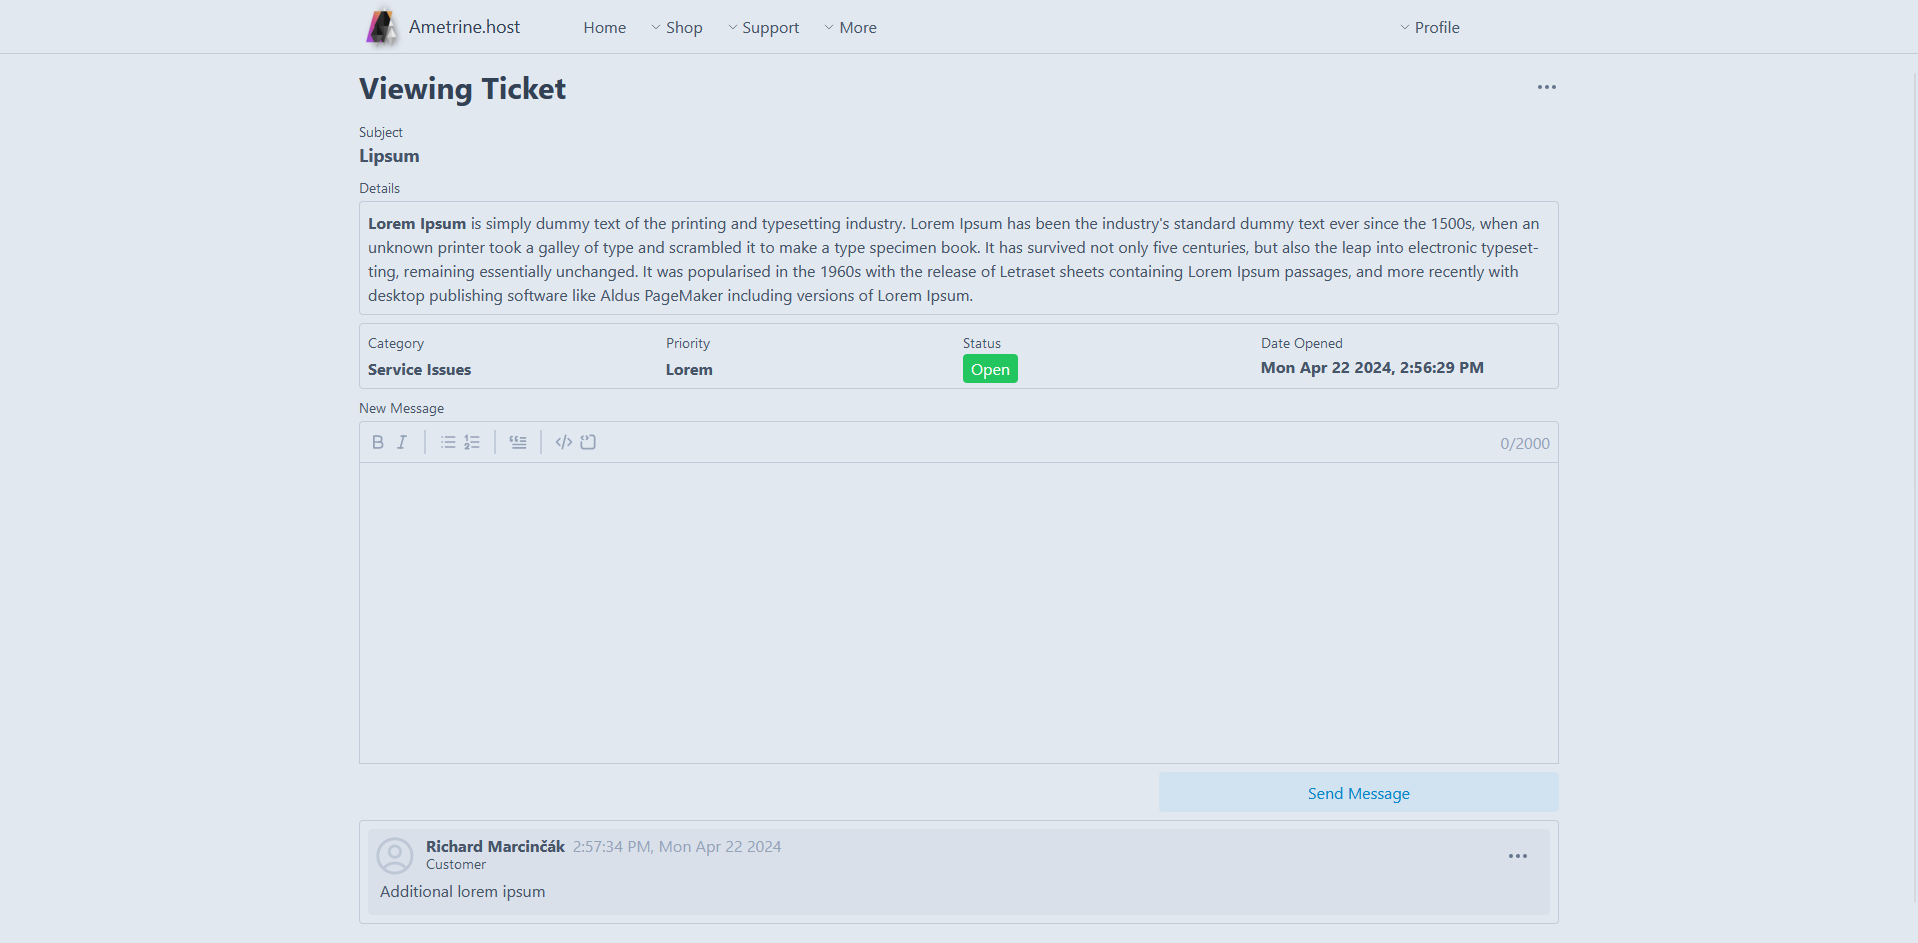 Ametrine.host
Home
Shop
Support
More
Profile
Viewing Ticket
Subject
Lipsum
Details
Lorem Ipsum is simply dummy text of the printing and typesetting industry. Lorem Ipsum has been the industry's standard dummy text ever since the 1500s, when an
unknown printer took a galley of type and scrambled it to make a type specimen book. It has survived not only five centuries, but also the leap into electronic typeset-
ting, remaining essentially unchanged. It was popularised in the 1960s with the release of Letraset sheets containing Lorem Ipsum passages, and more recently with
desktop publishing software like Aldus PageMaker including versions of Lorem Ipsum.
Category
Priority
Status
Date Opened
Service Issues
Lorem
Open
Mon Apr 22 2024, 2:56:29 PM
New Message
0/2000
Send Message
Richard Marcinčák 2:57:34 PM, Mon Apr 22 2024
Customer
Additional lorem ipsum